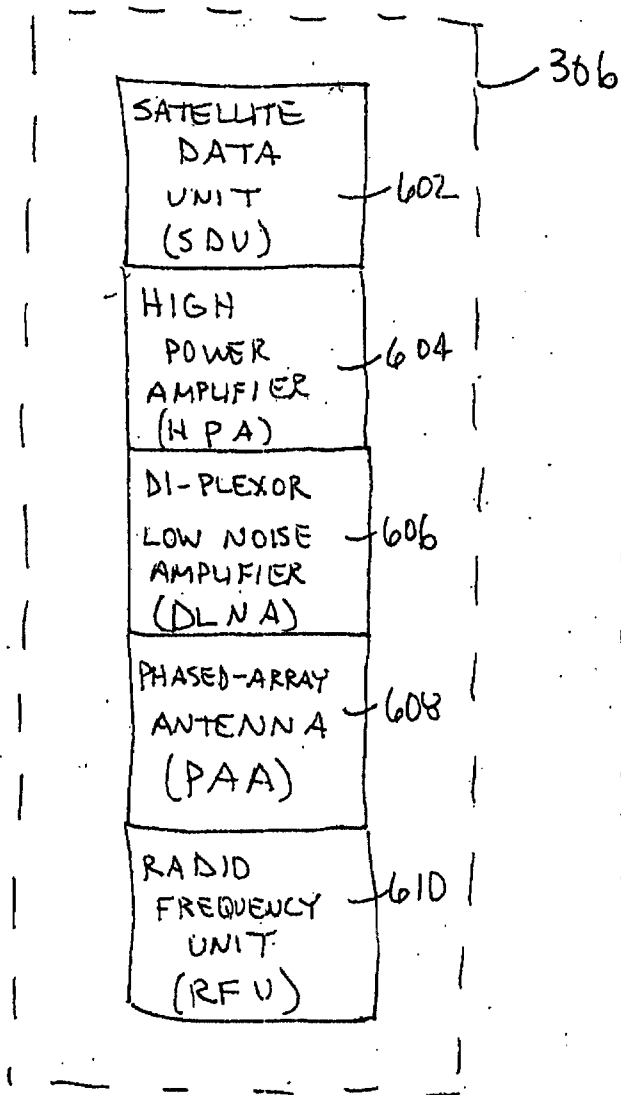 306
SATELLITE
DATA
UNIT
602
(SDU)
HIGH
POWER
604
AMPLIFIER
(HPA)
DI-PLEXOR
LOW NOISE
606
AMPLIFIER
(DLNA)
PHASED-ARRAY
608
ANTENNA
(PAA)
RADIO
610
FREQUENCY
UNIT
(RFU)